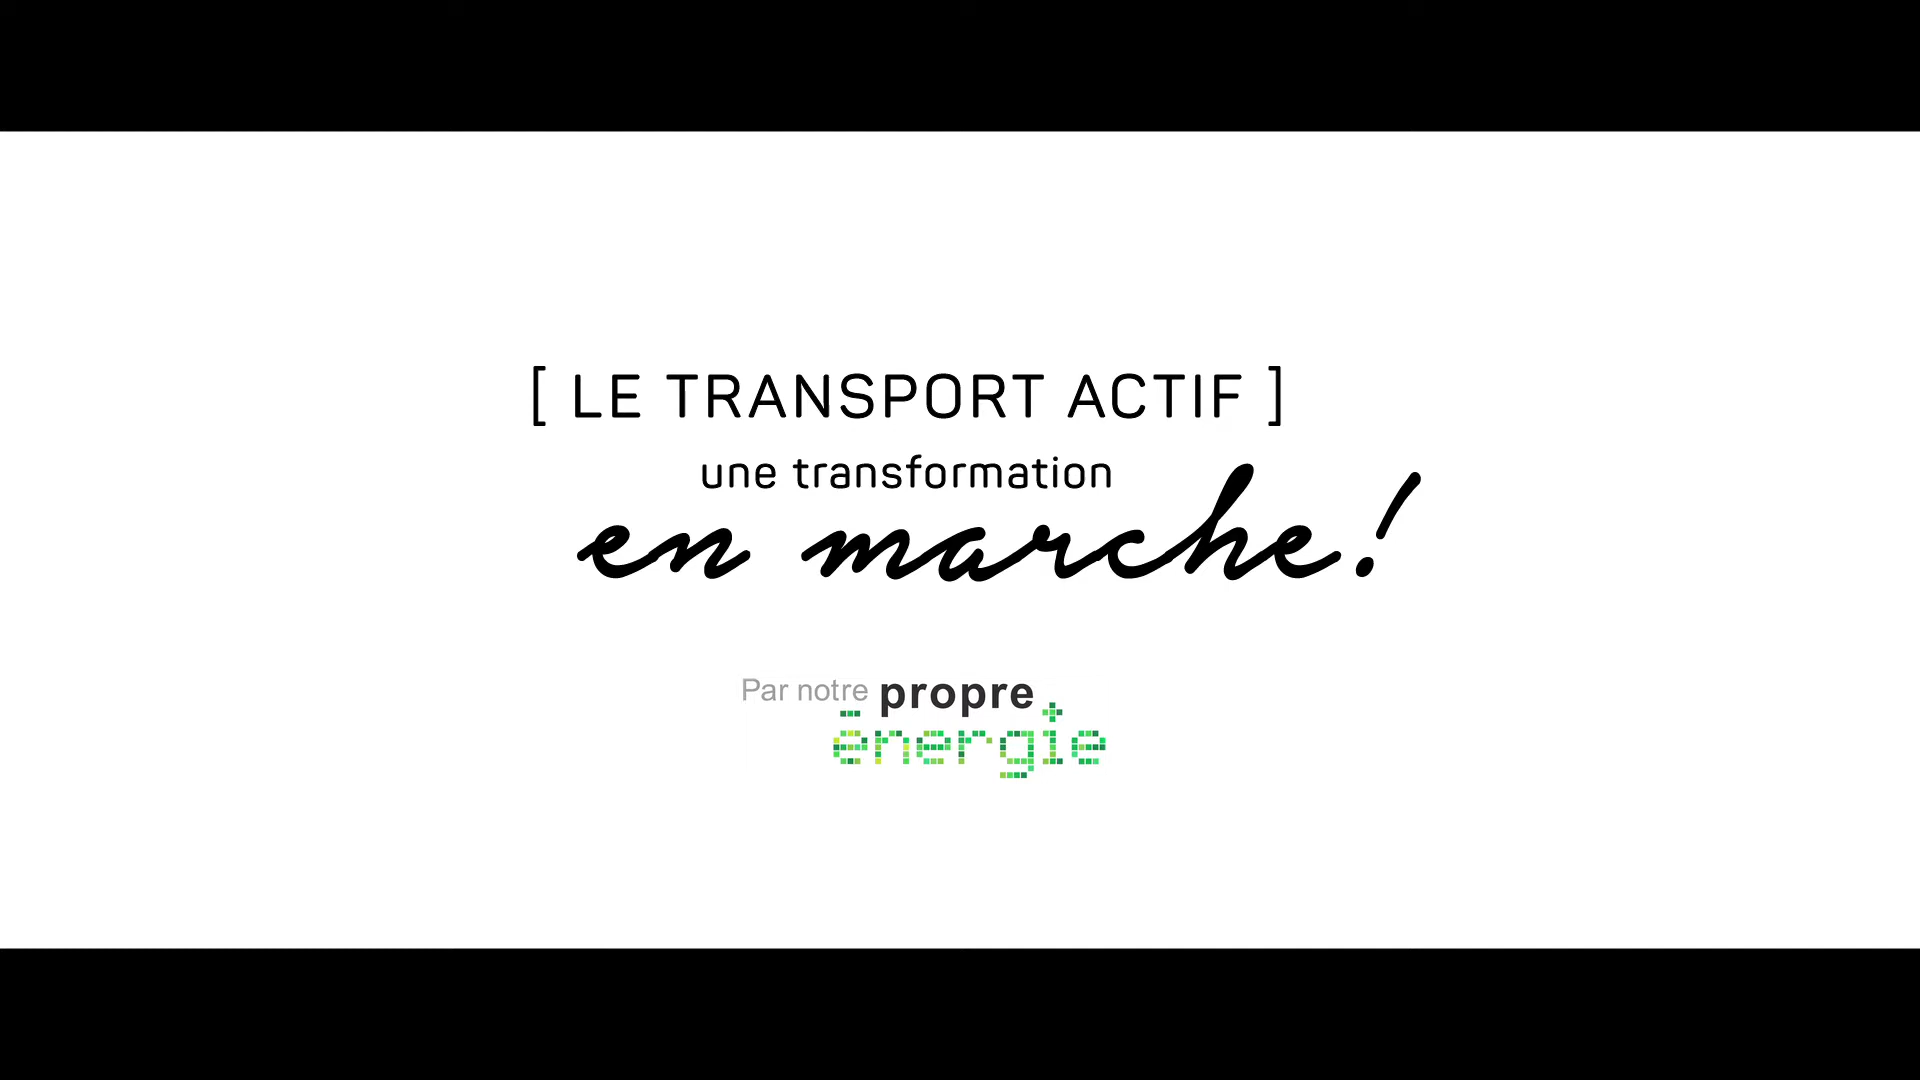 [ LE TRANSPORT ACTIF ]
une transformation
en marche!
Par notre propre
énergie